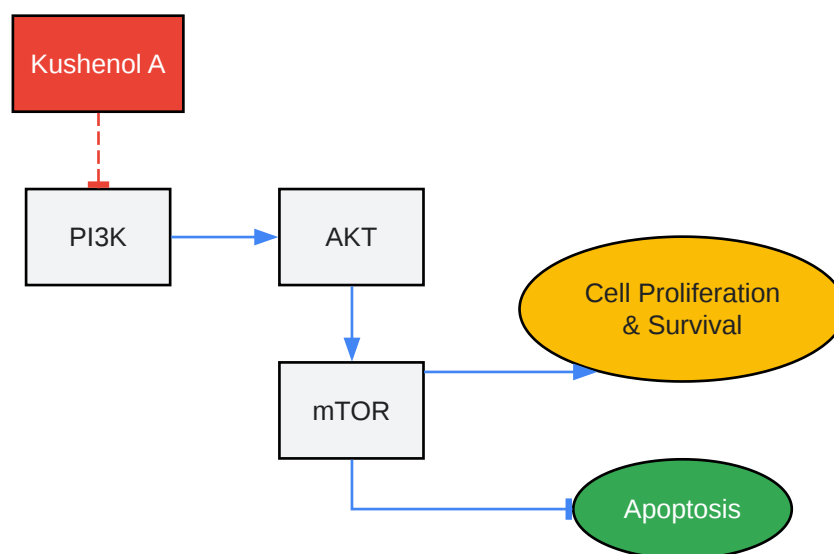 Kushenol A
PI3K
AKT
Cell Proliferation
& Survival
mTOR
Apoptosis